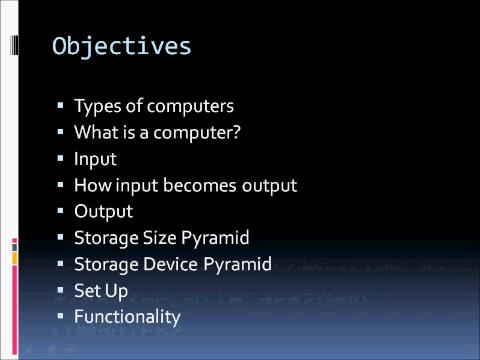 Objectives
Types of computers
What is a computer?
Input
How input becomes output
Output
Storage Size Pyramid
Storage Device Pyramid
Set Up
Functionality